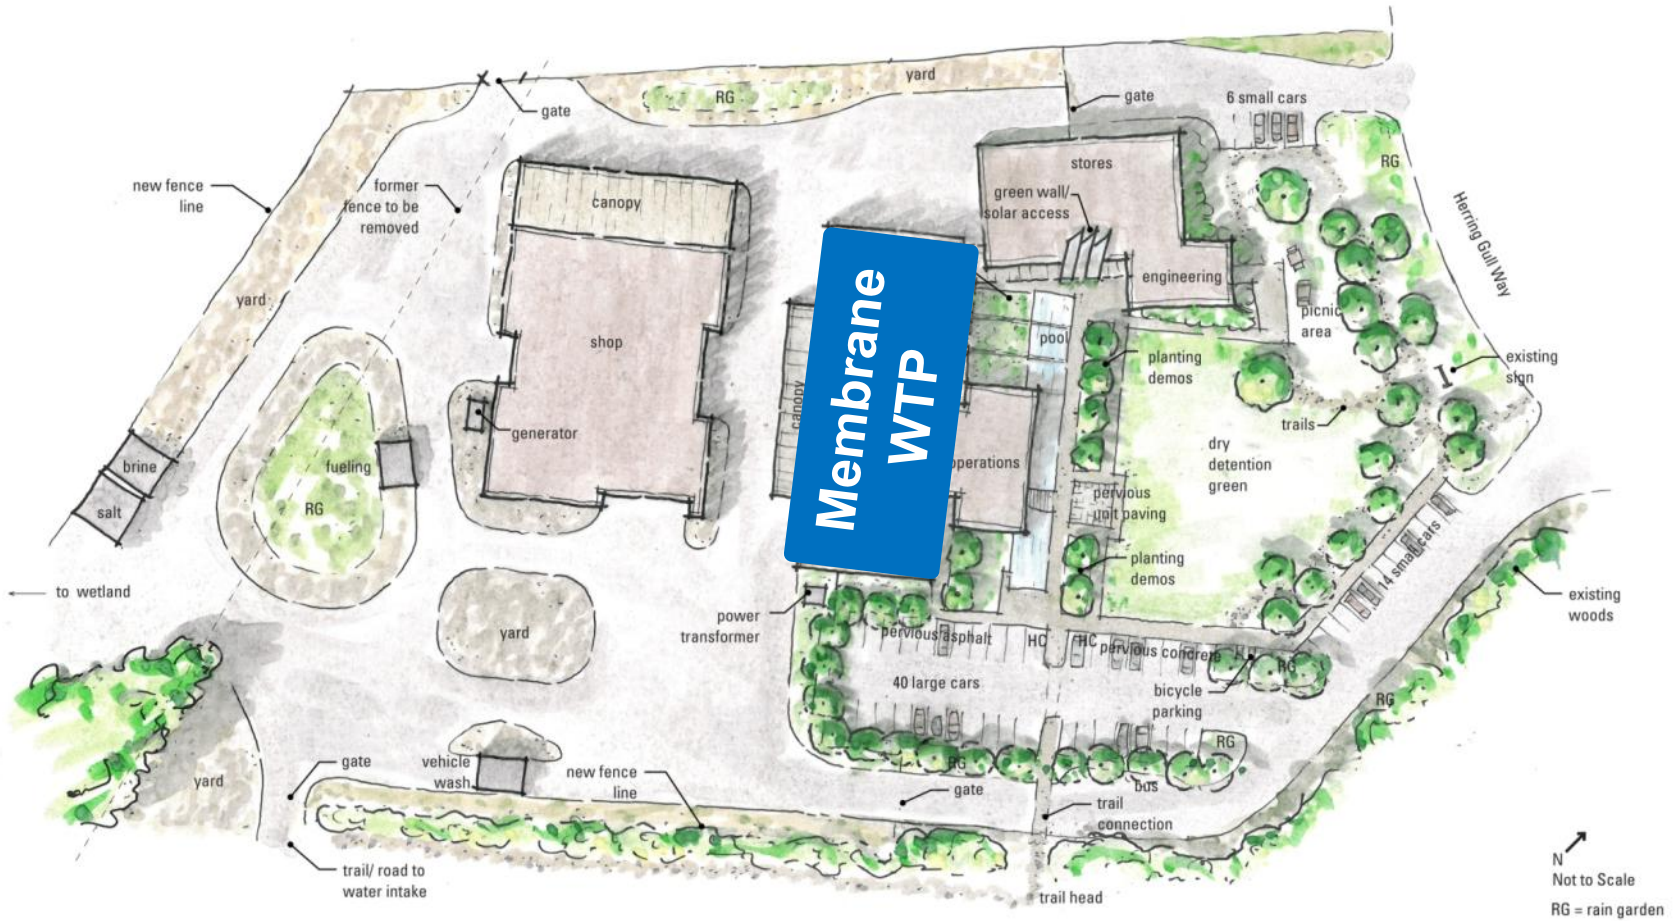 yard
RG
gate
gate
6 small cars
stores
RG
new fence
line
former
fence to be
removed
canopy
green wall/
solar access
Herring Gull Way
engineering
yard
picnic
area
shop
pool
planting
demos
existing
sign
canopy
Membrane
WTP
generator
trails
brine
fueling
dry
detention
green
operations
salt
RG
pervious
unit paving
14 small cars
planting
demos
to wetland
existing
woods
power
transformer
yard
pervious asphalt
HC
HC
pervious concrete
RG
40 large cars
bicycle
parking
RG
RG
gate
vehicle
wash
new fence
line
RG
yard
gate
bus
trail
connection
trail/ road to
water intake
trail head
N
Not to Scale
RG = rain garden